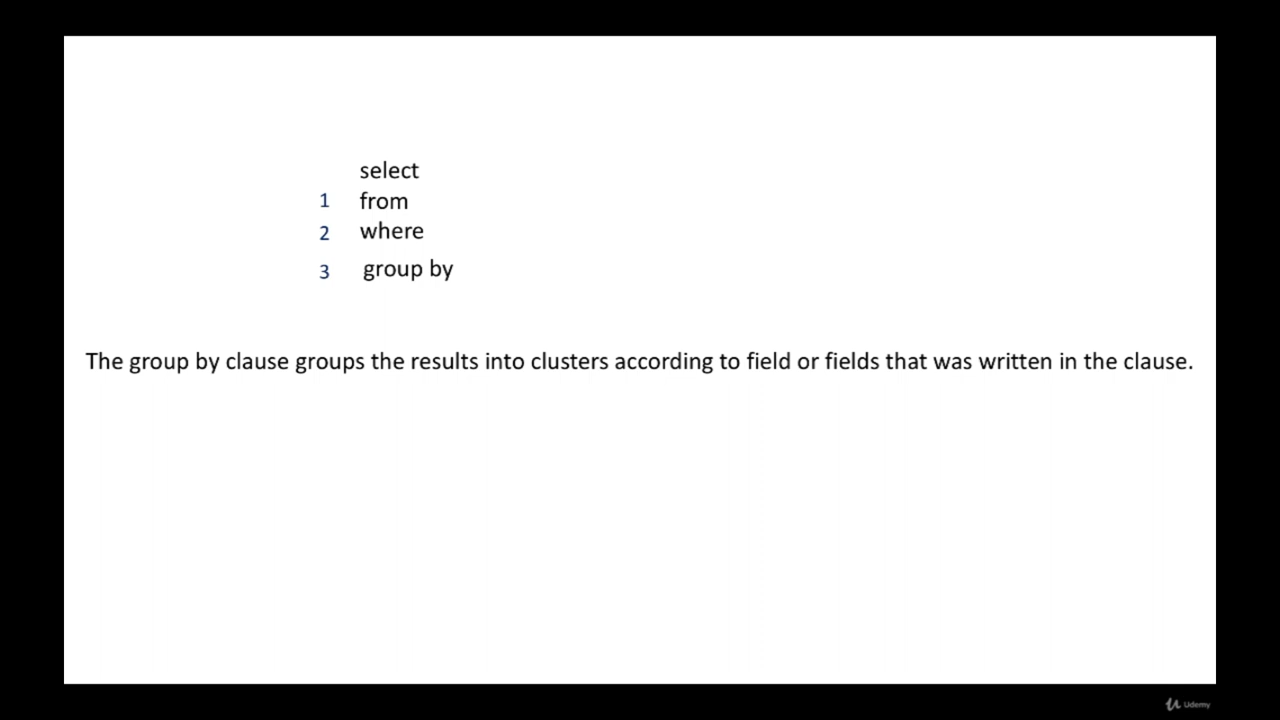 select
1 from
2 where
3 group by
The group by clause groups the results into clusters according to field or fields that was written in the clause.
Udemy